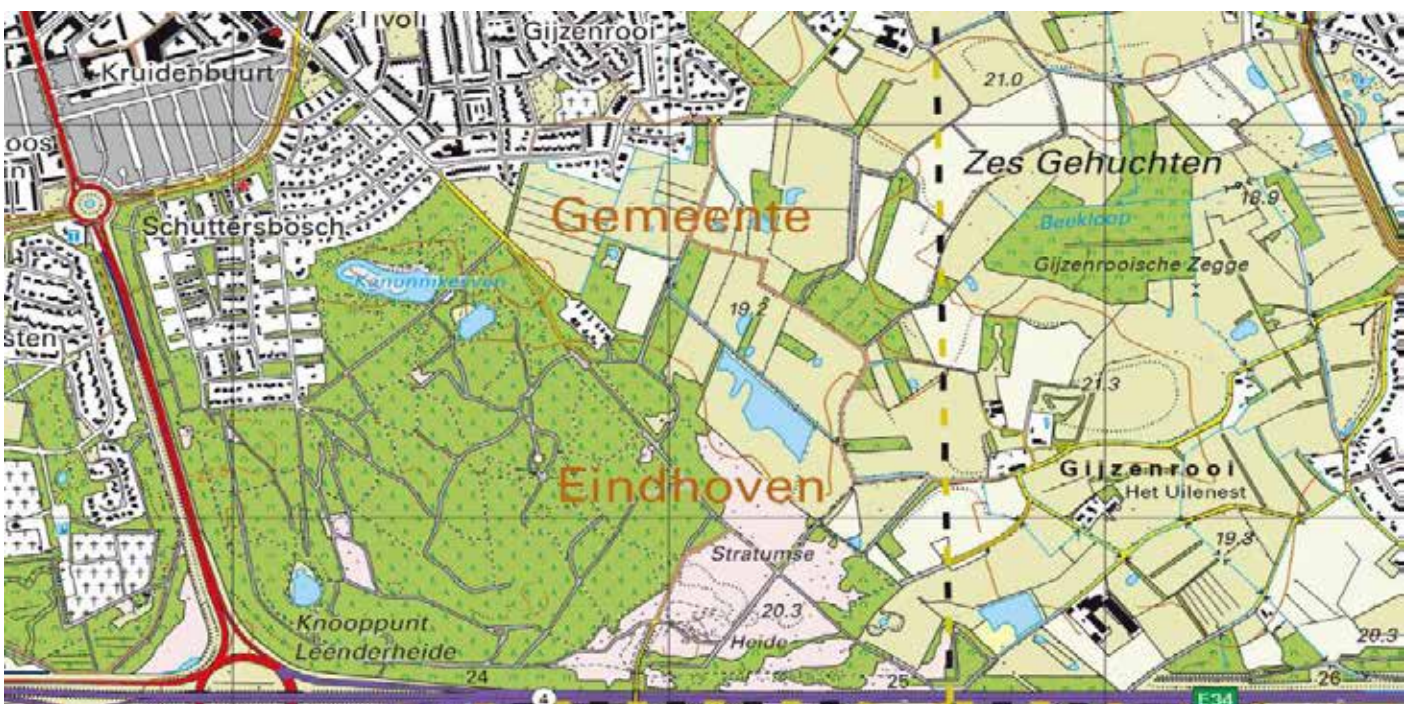 Tivoli
Gijzenrooi
Kruidenbuurt
21.0
oos
Zes Gehuchten
18.9
Gemeente
Beekloop
Schuttersbosch
Gijzenrooische Zegge
Kanunnikesven
19.2
sten
21.3
Gijzenrooi
Eindhoven
Het Uilenest
19.3
Stratumse
20.3
Knooppunt
Heide
Leenderheide
20.3
24
25
26
4
E34